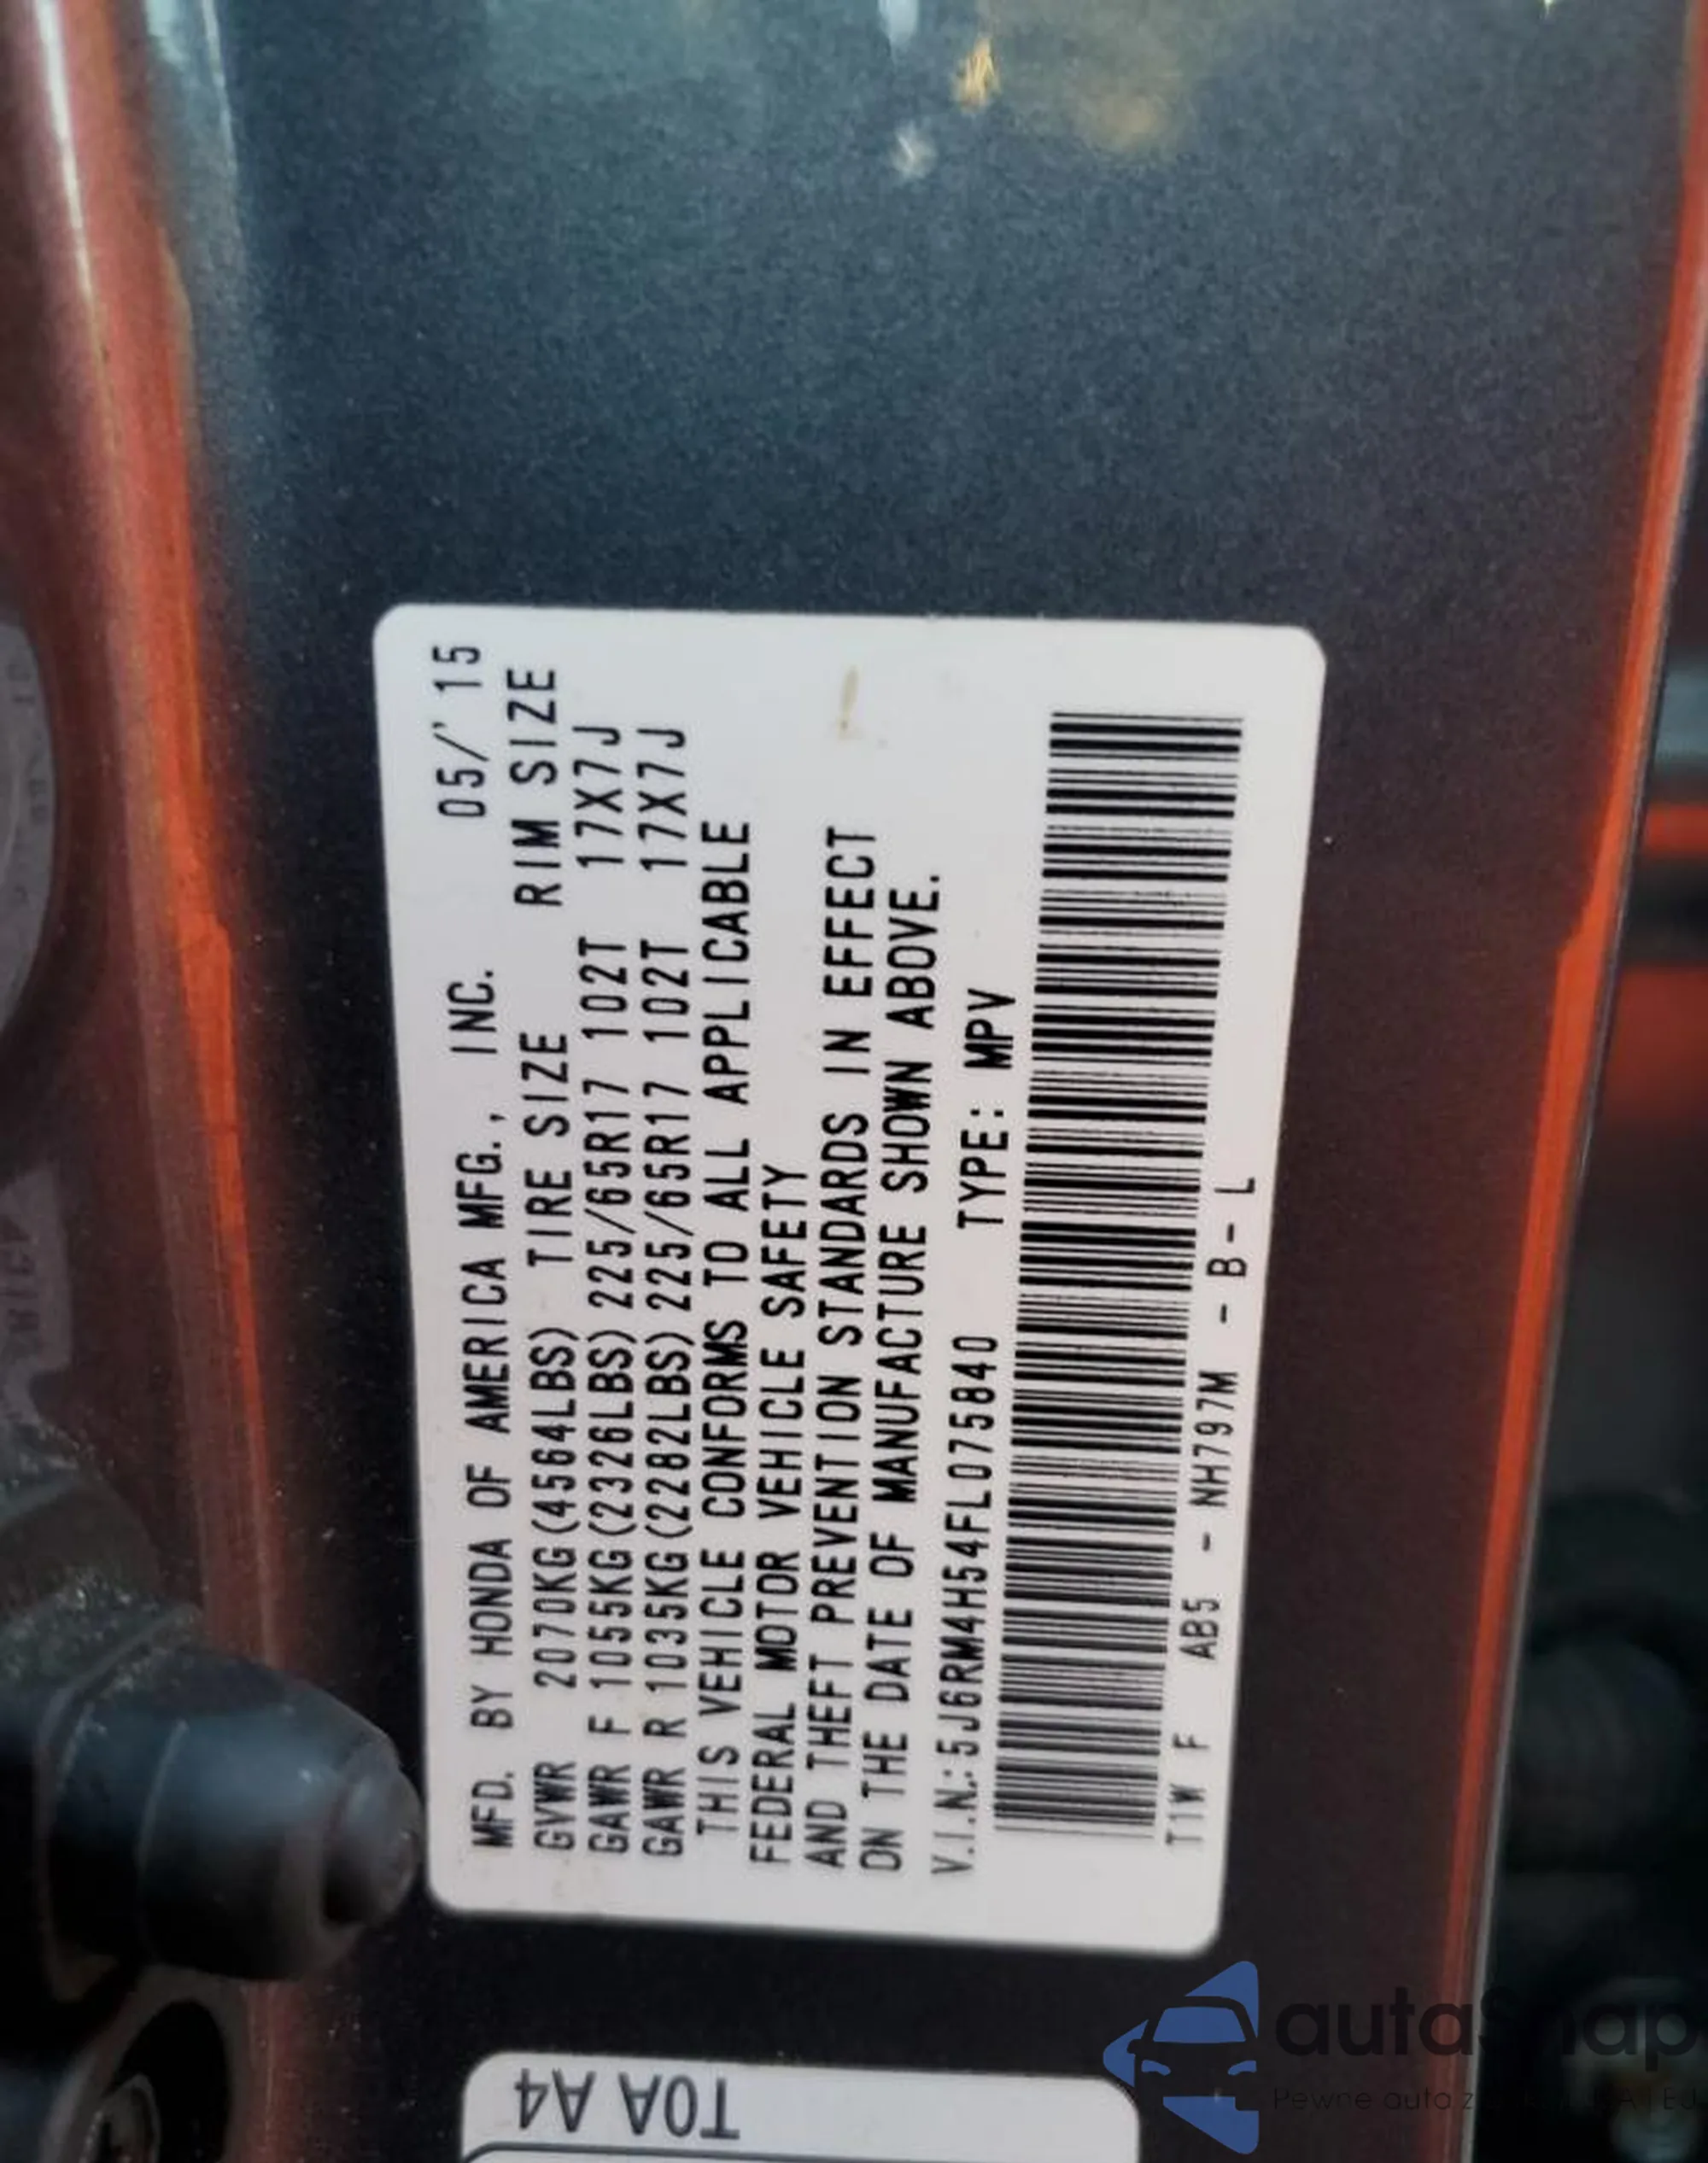 MFD. BY HONDA OF AMERICA MFG., INC. 05/'15
GVWR 2070KG(4564LBS) TIRE SIZE RIM SIZE
GAWR F 1055KG(2326LBS) 225/65R17 102T 17X7J
GAWR R 1035KG(2282LBS) 225/65R17 102T 17X7J
THIS VEHICLE CONFORMS TO ALL APPLICABLE
FEDERAL MOTOR VEHICLE SAFETY
AND THEFT PREVENTION STANDARDS IN EFFECT
ON THE DATE OF MANUFACTURE SHOWN ABOVE.
V.I.N.:5J6RM4H54FL075840 TYPE: MPV
T1W F AB5 - NH797M - B-L
T0A A4
autaSnap
Pewne auto z